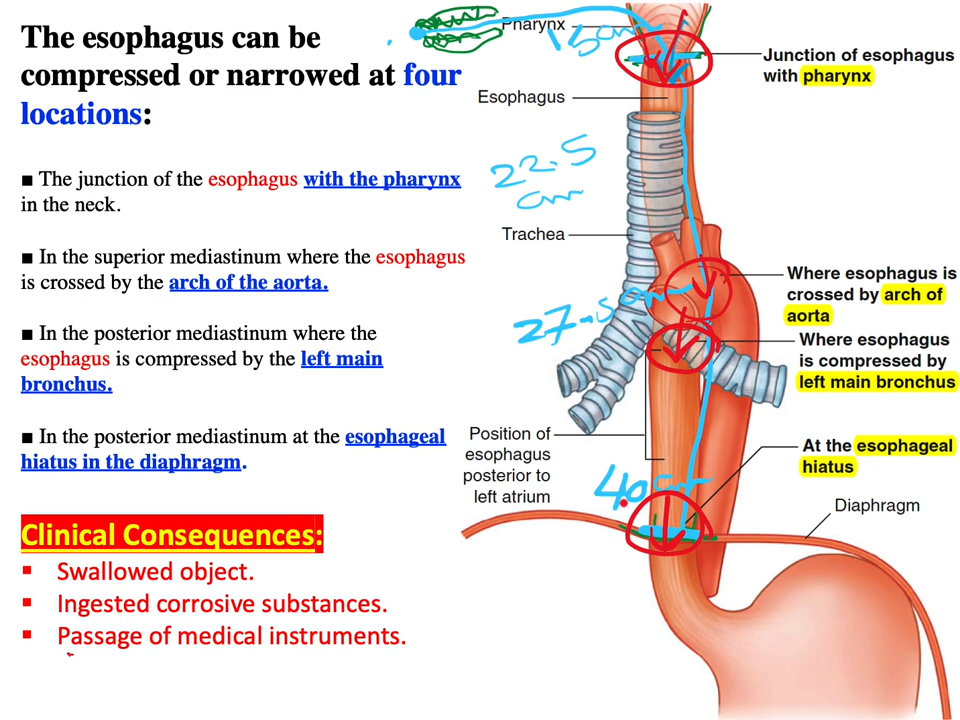 The esophagus can be
compressed or narrowed at four
locations:
■ The junction of the esophagus with the pharynx
in the neck.
■ In the superior mediastinum where the esophagus
is crossed by the arch of the aorta.
■ In the posterior mediastinum where the
esophagus is compressed by the left main
bronchus.
■ In the posterior mediastinum at the esophageal
hiatus in the diaphragm.
Clinical Consequences:
▪ Swallowed object.
▪ Ingested corrosive substances.
▪ Passage of medical instruments.
Pharynx
15cm
Junction of esophagus
with pharynx
Esophagus
22.5
cm
Trachea
Where esophagus is
crossed by arch of
aorta
27.5cm
Where esophagus
is compressed by
left main bronchus
Position of
esophagus
posterior to
left atrium
At the esophageal
hiatus
40 cm
Diaphragm